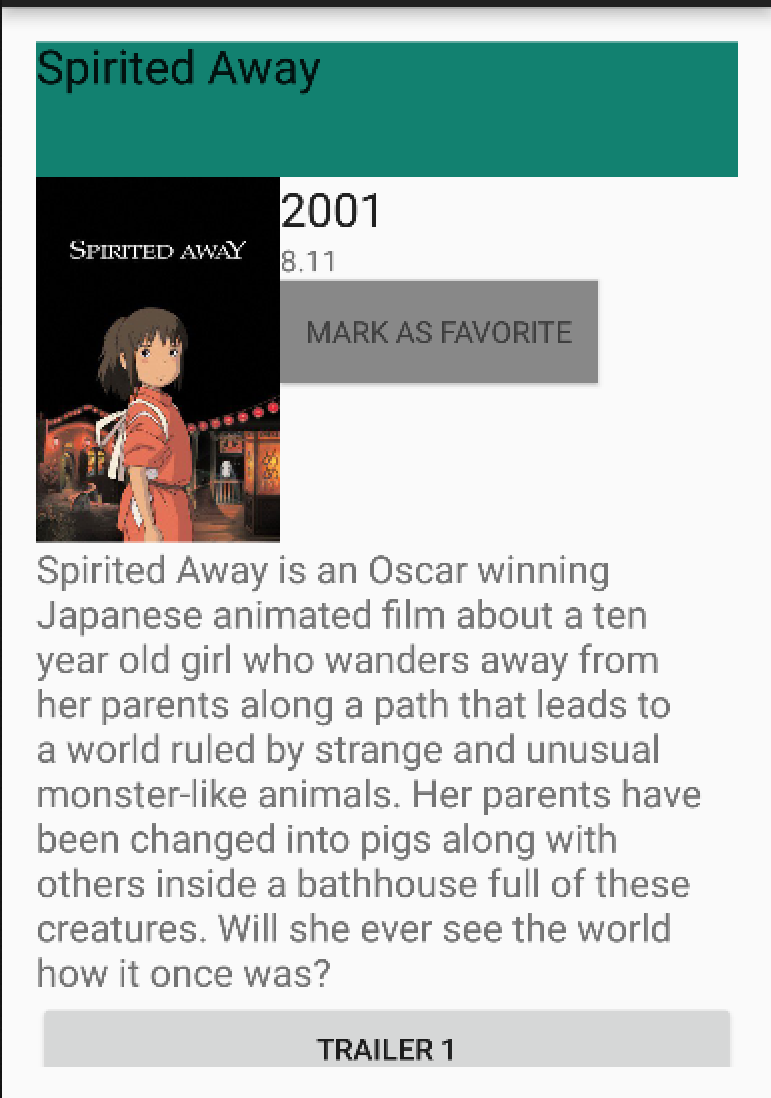 Spirited Away
SPIRITED AWAY
2001
8.11
MARK AS FAVORITE
Spirited Away is an Oscar winning
Japanese animated film about a ten
year old girl who wanders away from
her parents along a path that leads to
a world ruled by strange and unusual
monster-like animals. Her parents have
been changed into pigs along with
others inside a bathhouse full of these
creatures. Will she ever see the world
how it once was?
TRAILER 1